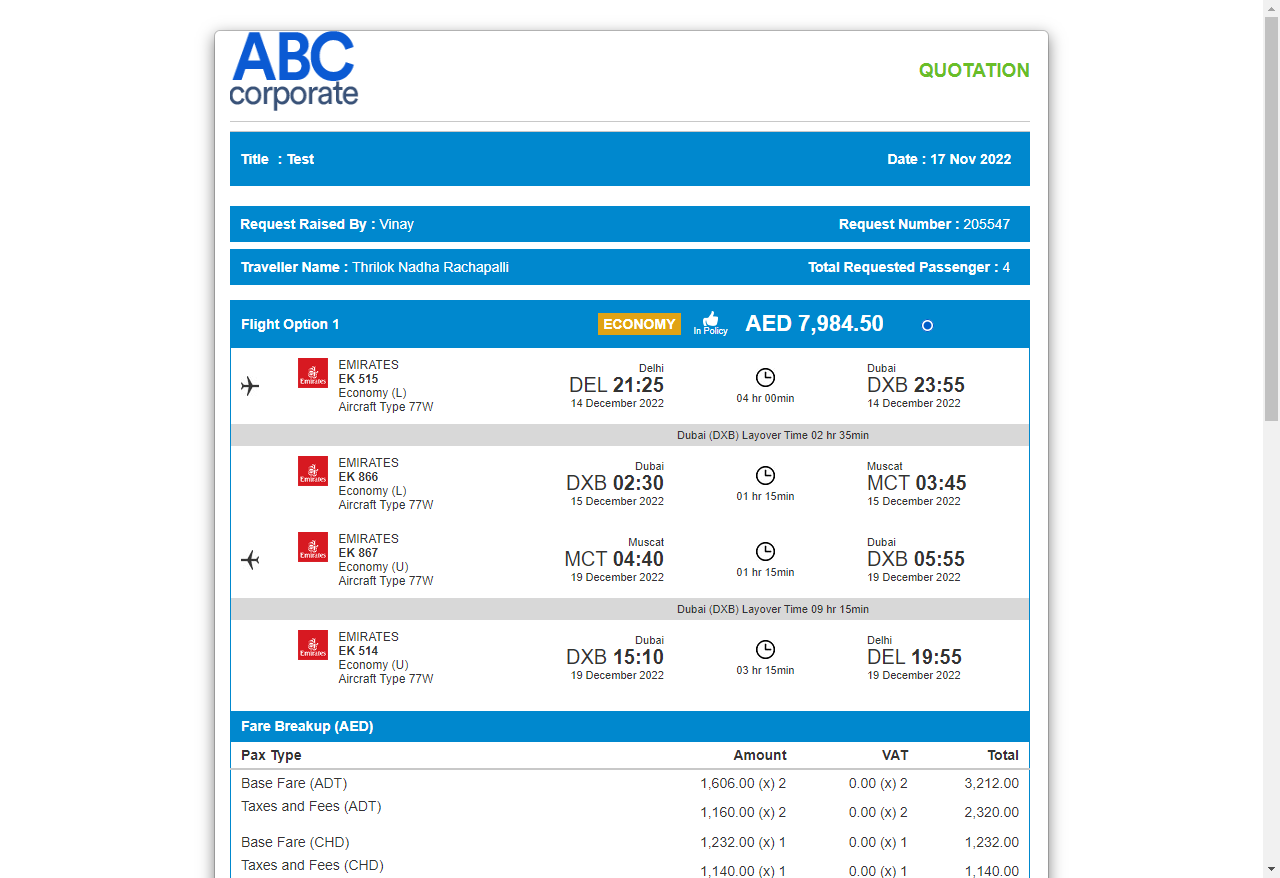 ABC
corporate
QUOTATION
Title : Test Date : 17 Nov 2022
Request Raised By : Vinay Request Number : 205547
Traveller Name : Thrilok Nadha Rachapalli Total Requested Passenger : 4
Flight Option 1 ECONOMY In Policy AED 7,984.50
Emirates
EMIRATES
EK 515
Economy (L)
Aircraft Type 77W
Delhi
DEL 21:25
14 December 2022
04 hr 00min
Dubai
DXB 23:55
14 December 2022
Dubai (DXB) Layover Time 02 hr 35min
Emirates
EMIRATES
EK 866
Economy (L)
Aircraft Type 77W
Dubai
DXB 02:30
15 December 2022
01 hr 15min
Muscat
MCT 03:45
15 December 2022
Emirates
EMIRATES
EK 867
Economy (U)
Aircraft Type 77W
Muscat
MCT 04:40
19 December 2022
01 hr 15min
Dubai
DXB 05:55
19 December 2022
Dubai (DXB) Layover Time 09 hr 15min
Emirates
EMIRATES
EK 514
Economy (U)
Aircraft Type 77W
Dubai
DXB 15:10
19 December 2022
03 hr 15min
Delhi
DEL 19:55
19 December 2022
Fare Breakup (AED)
Pax Type Amount VAT Total
Base Fare (ADT) 1,606.00 (x) 2 0.00 (x) 2 3,212.00
Taxes and Fees (ADT) 1,160.00 (x) 2 0.00 (x) 2 2,320.00
Base Fare (CHD) 1,232.00 (x) 1 0.00 (x) 1 1,232.00
Taxes and Fees (CHD) 1,140.00 (x) 1 0.00 (x) 1 1,140.00